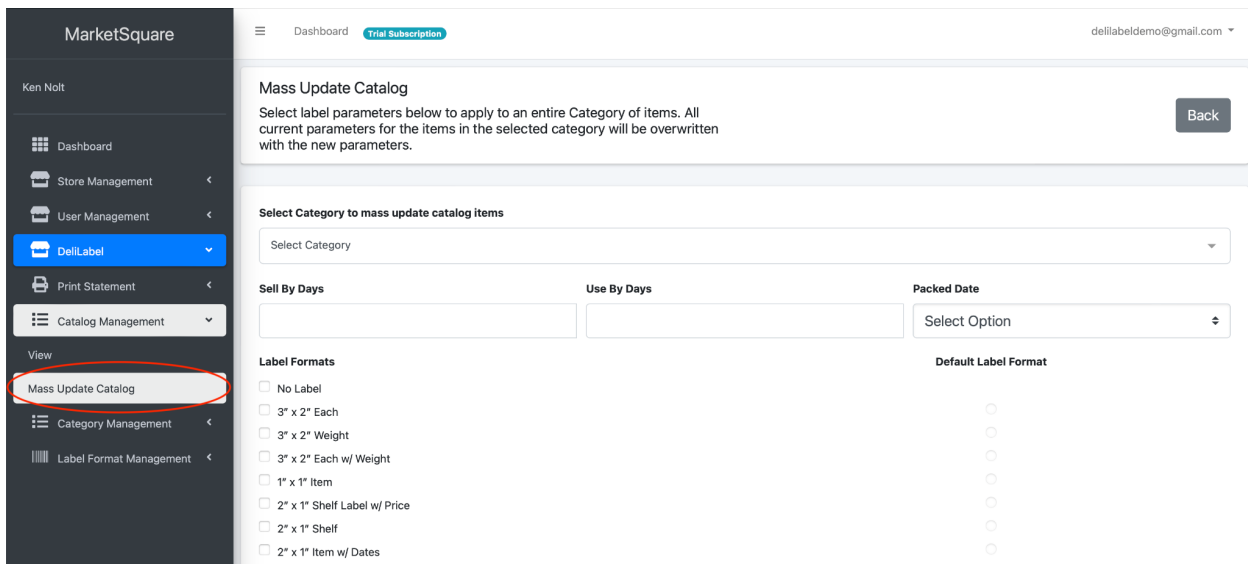 MarketSquare
Dashboard Trial Subscription
delilabeldemo@gmail.com
Ken Nolt
Dashboard
Store Management
User Management
DeliLabel
Print Statement
Catalog Management
View
Mass Update Catalog
Category Management
Label Format Management
Mass Update Catalog
Select label parameters below to apply to an entire Category of items. All
current parameters for the items in the selected category will be overwritten
with the new parameters.
Back
Select Category to mass update catalog items
Select Category
Sell By Days
Use By Days
Packed Date
Select Option
Label Formats
Default Label Format
No Label
3" x 2" Each
3" x 2" Weight
3" x 2" Each w/ Weight
1" x 1" Item
2" x 1" Shelf Label w/ Price
2" x 1" Shelf
2" x 1" Item w/ Dates